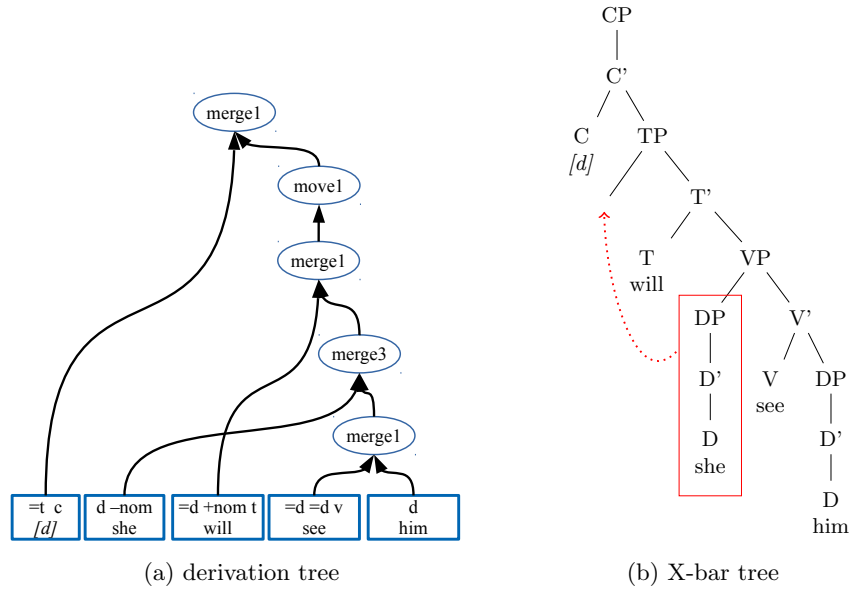 CP
C'
C
[d]
TP
T'
T
will
VP
DP
V'
D'
V
see
DP
D
she
D'
D
him
merge1
move1
merge1
merge3
merge1
=t c
[d]
d –nom
she
=d +nom t
will
=d =d v
see
d
him
(a) derivation tree
(b) X-bar tree